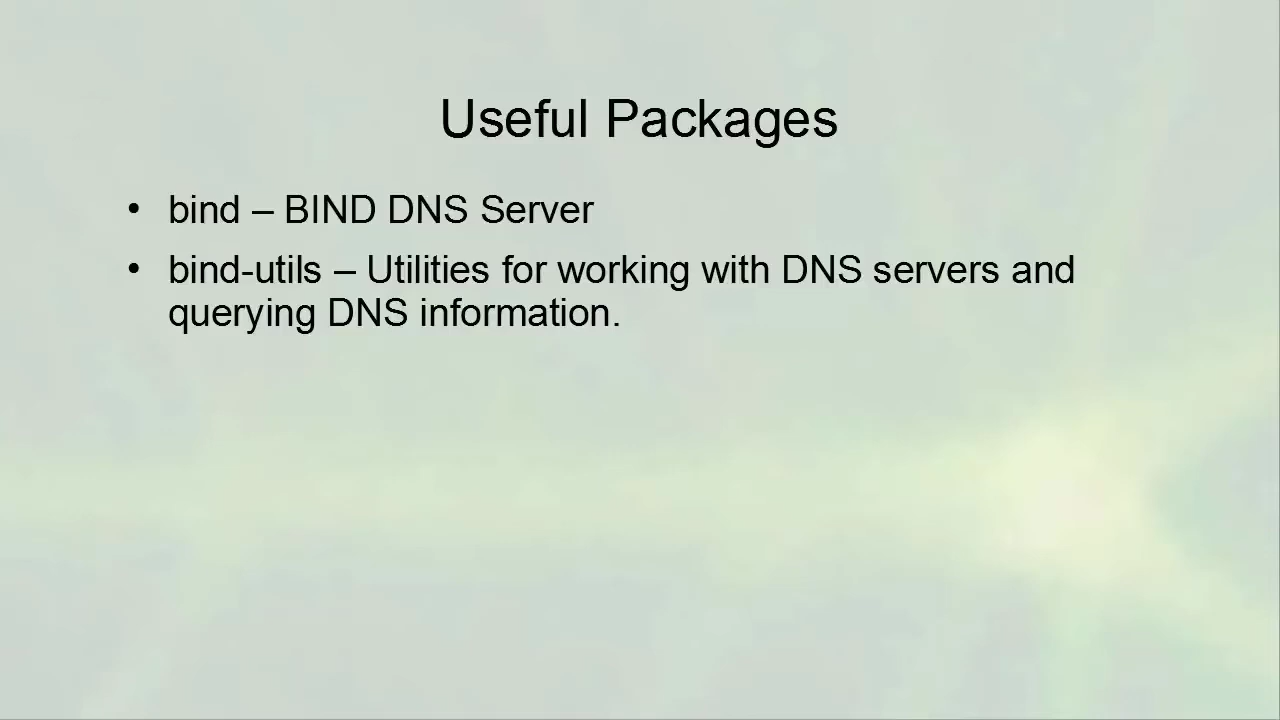 Useful Packages
• bind – BIND DNS Server
• bind-utils – Utilities for working with DNS servers and
querying DNS information.